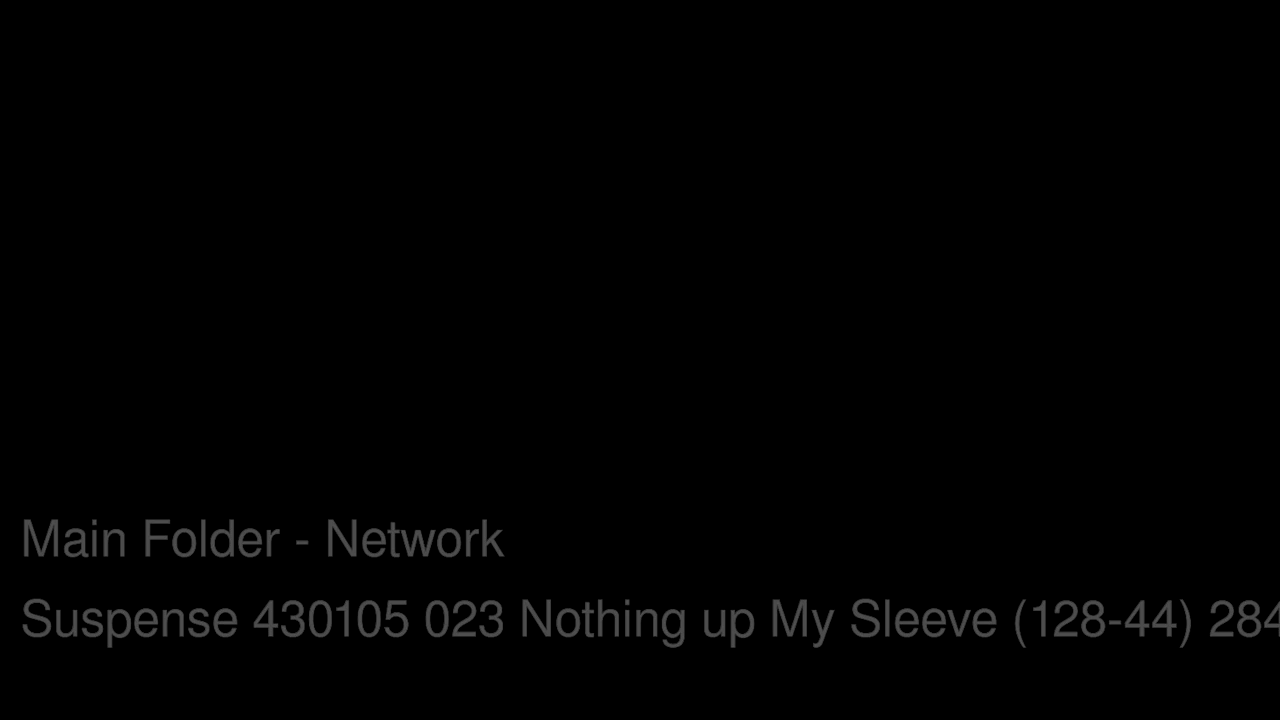 Main Folder - Network
Suspense 430105 023 Nothing up My Sleeve (128-44) 284